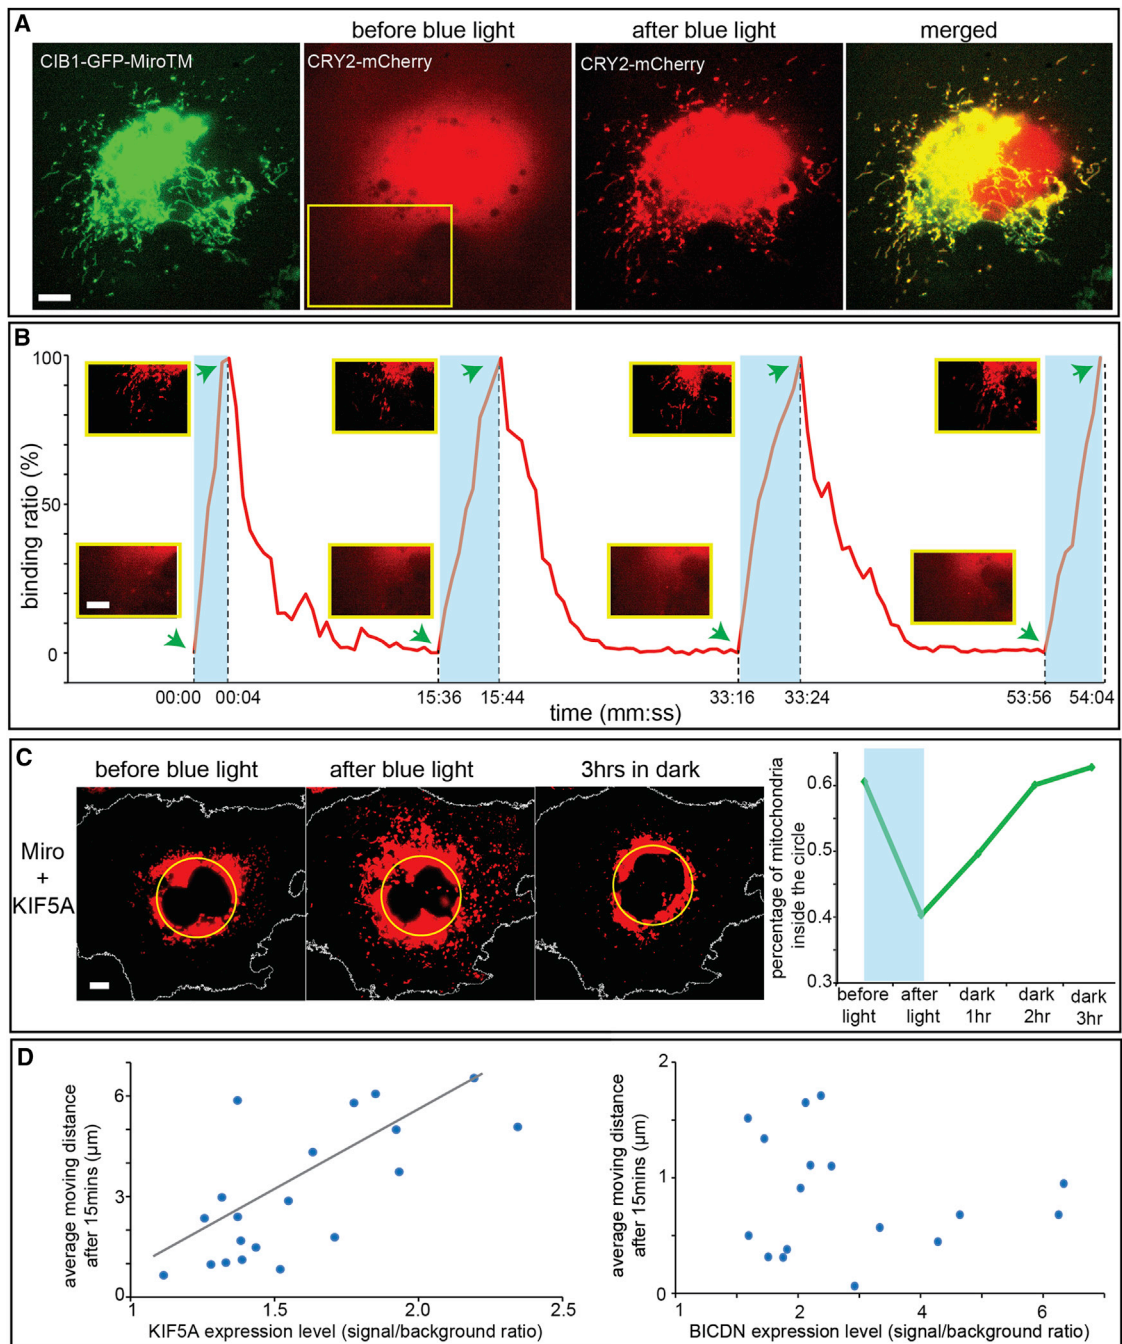 A
before blue light after blue light merged
CIB1-GFP-MiroTM CRY2-mCherry CRY2-mCherry
B
binding ratio (%)
100
50
0
00:00 00:04 15:36 15:44 33:16 33:24 53:56 54:04
time (mm:ss)
C
before blue light after blue light 3hrs in dark
Miro
+
KIF5A
percentage of mitochondria
inside the circle
0.6
0.5
0.4
0.3
before after dark dark dark
light light 1hr 2hr 3hr
D
average moving distance
after 15mins (µm)
6
3
0
1 1.5 2.0 2.5
KIF5A expression level (signal/background ratio)
average moving distance
after 15mins (µm)
2
1
0
1 2 4 6
BICDN expression level (signal/background ratio)